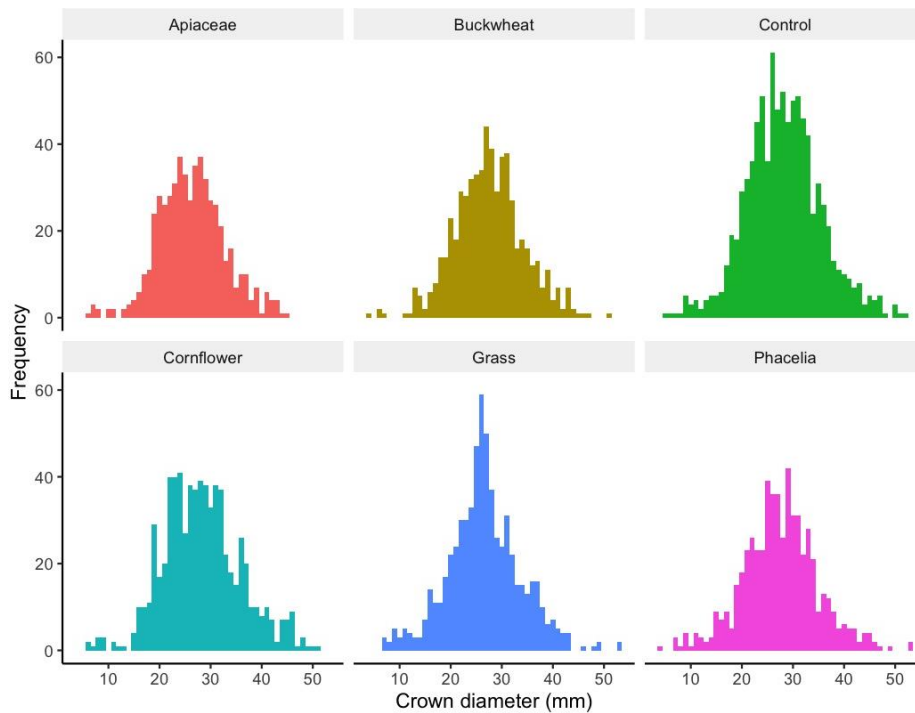 Apiaceae Buckwheat Control
60
40
20
0
Cornflower Grass Phacelia
60
40
20
0
10 20 30 40 50 10 20 30 40 50 10 20 30 40 50
Crown diameter (mm)
Frequency